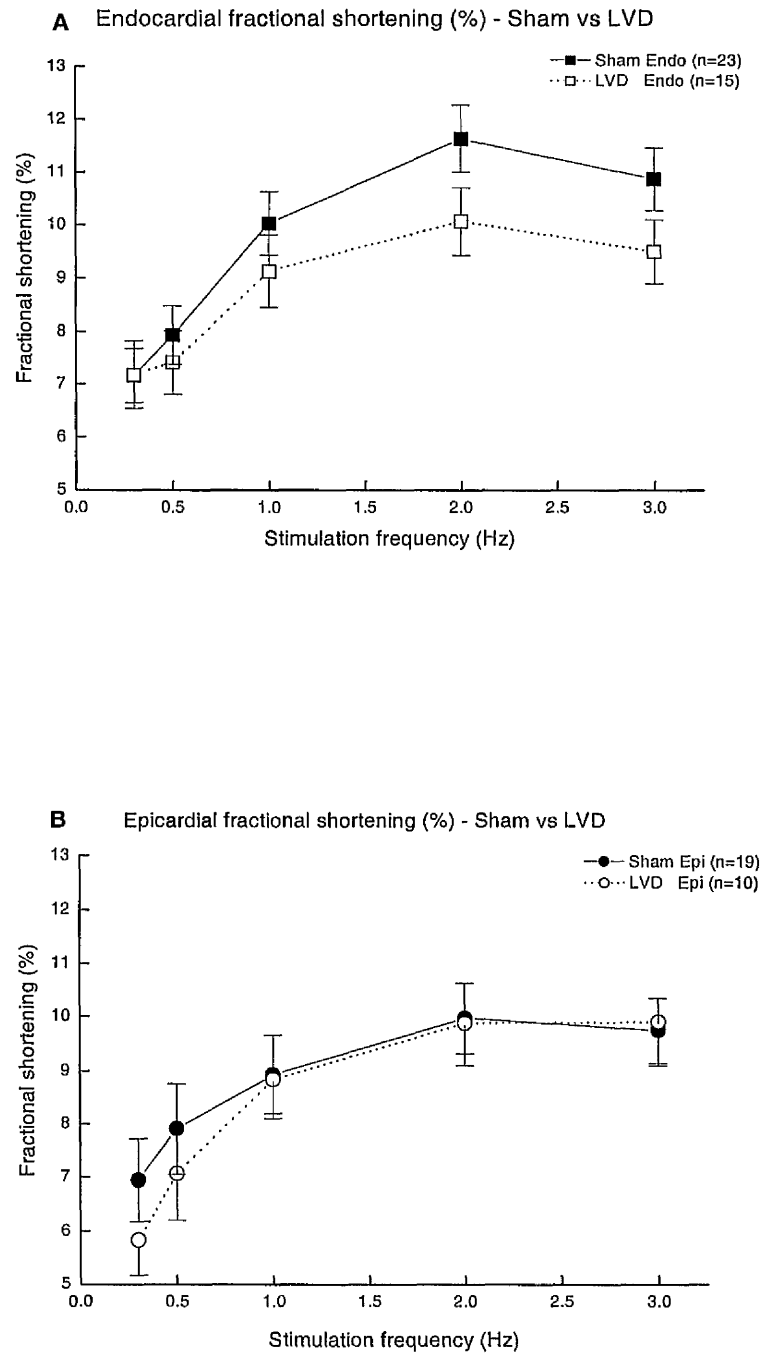 A Endocardial fractional shortening (%) - Sham vs LVD
Sham Endo (n=23)
LVD Endo (n=15)
13
12
11
10
9
8
7
6
5
Fractional shortening (%)
0.0 0.5 1.0 1.5 2.0 2.5 3.0
Stimulation frequency (Hz)
B Epicardial fractional shortening (%) - Sham vs LVD
Sham Epi (n=19)
LVD Epi (n=10)
13
12
11
10
9
8
7
6
5
Fractional shortening (%)
0.0 0.5 1.0 1.5 2.0 2.5 3.0
Stimulation frequency (Hz)